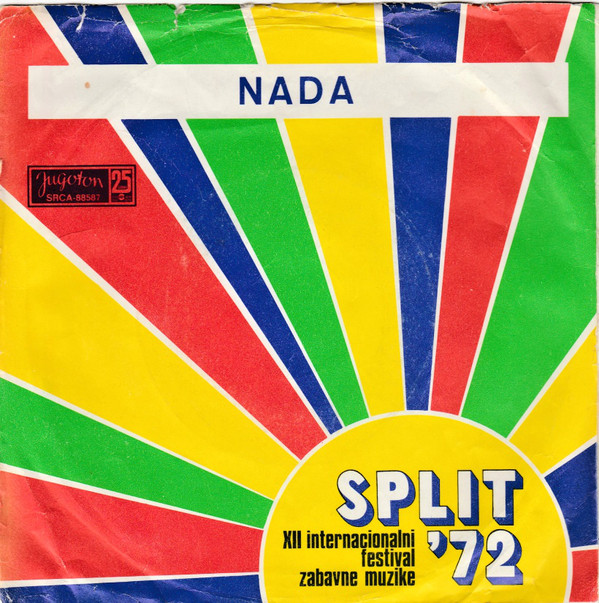 NADA
Jugoton 25
SRCA-88587
SPLIT
'72
XII internacionalni
festival
zabavne muzike